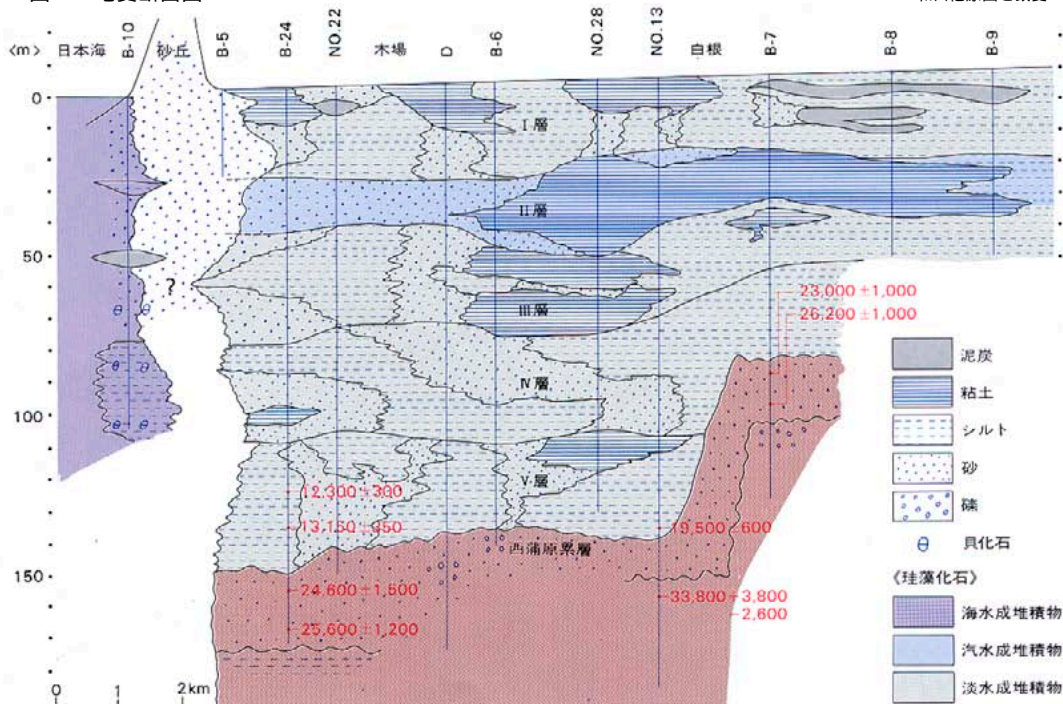 <m>
日本海
B-10
砂丘
B-5
B-24
NO.22
木場
D
B-6
NO.28
NO.13
白根
B-7
B-8
B-9
0
50
100
150
I層
II層
III層
IV層
V層
?
西蒲原累層
23,000±1,000
26,200±1,000
12,300±300
13,150±350
19,500±600
24,600±1,500
25,600±1,200
33,800+3,800
-2,600
泥炭
粘土
シルト
砂
礫
貝化石
《珪藻化石》
海水成堆積物
汽水成堆積物
淡水成堆積物
0 1 2km